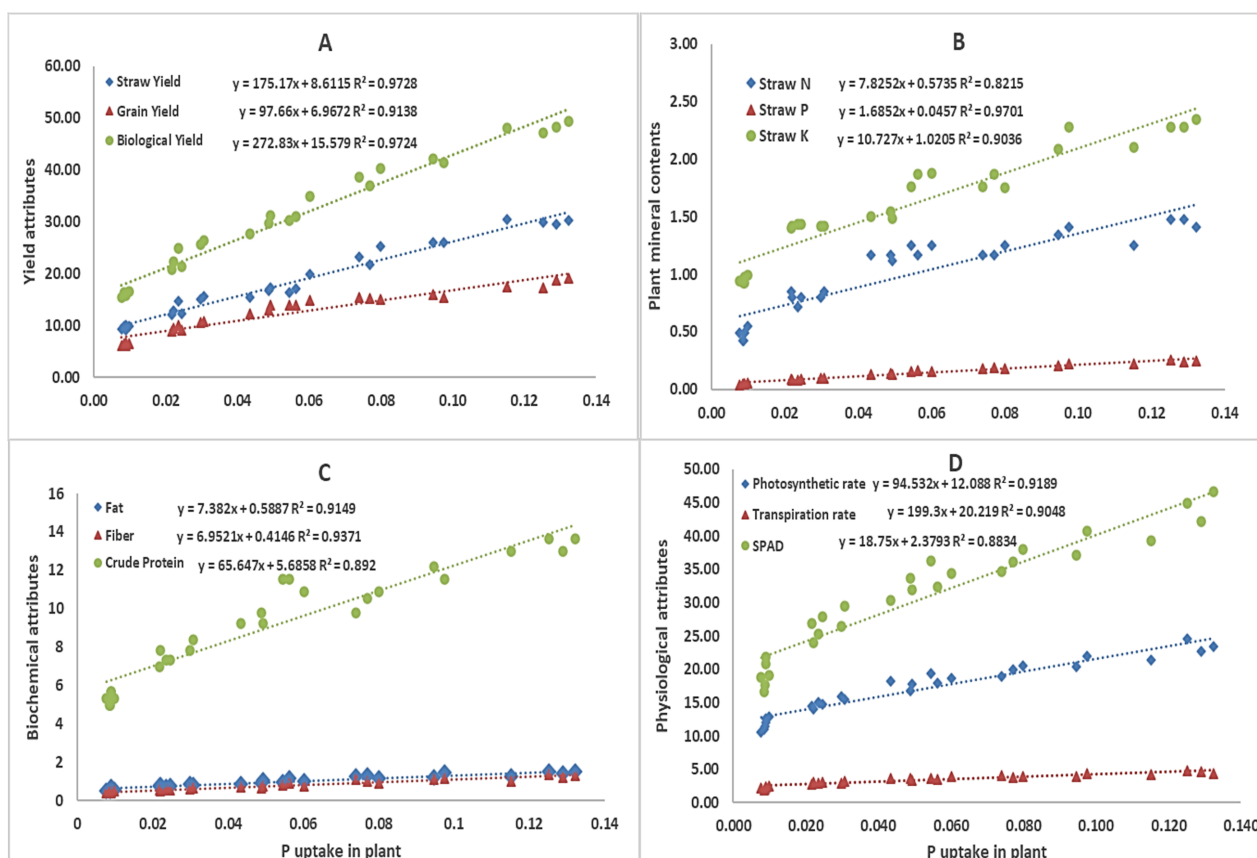 A
Yield attributes
60.00
50.00
40.00
30.00
20.00
10.00
0.00
Straw Yield y = 175.17x + 8.6115 R² = 0.9728
Grain Yield y = 97.66x + 6.9672 R² = 0.9138
Biological Yield y = 272.83x + 15.579 R² = 0.9724
0.00 0.02 0.04 0.06 0.08 0.10 0.12 0.14
B
Plant mineral contents
3.00
2.50
2.00
1.50
1.00
0.50
0.00
Straw N y = 7.8252x + 0.5735 R² = 0.8215
Straw P y = 1.6852x + 0.0457 R² = 0.9701
Straw K y = 10.727x + 1.0205 R² = 0.9036
0.00 0.02 0.04 0.06 0.08 0.10 0.12 0.14
C
Biochemical attributes
16
14
12
10
8
6
4
2
0
Fat y = 7.382x + 0.5887 R² = 0.9149
Fiber y = 6.9521x + 0.4146 R² = 0.9371
Crude Protein y = 65.647x + 5.6858 R² = 0.892
0 0.02 0.04 0.06 0.08 0.1 0.12 0.14
P uptake in plant
D
Physiological attributes
50.00
45.00
40.00
35.00
30.00
25.00
20.00
15.00
10.00
5.00
0.00
Photosynthetic rate y = 94.532x + 12.088 R² = 0.9189
Transpiration rate y = 199.3x + 20.219 R² = 0.9048
SPAD y = 18.75x + 2.3793 R² = 0.8834
0.000 0.020 0.040 0.060 0.080 0.100 0.120 0.140
P uptake in plant